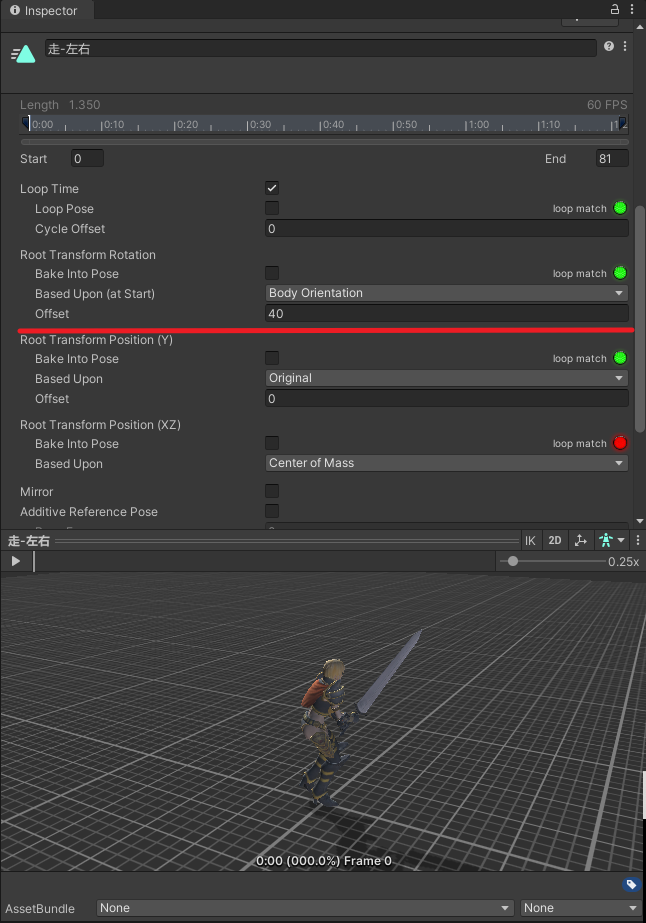 Inspector
走-左右
Length 1.350
60 FPS
0:00 0:10 0:20 0:30 0:40 0:50 1:00 1:10
Start 0 End 81
Loop Time
Loop Pose loop match
Cycle Offset 0
Root Transform Rotation
Bake Into Pose loop match
Based Upon (at Start) Body Orientation
Offset 40
Root Transform Position (Y)
Bake Into Pose loop match
Based Upon Original
Offset 0
Root Transform Position (XZ)
Bake Into Pose loop match
Based Upon Center of Mass
Mirror
Additive Reference Pose
走-左右 IK 2D
0.25x
0:00 (000.0%) Frame 0
AssetBundle None None